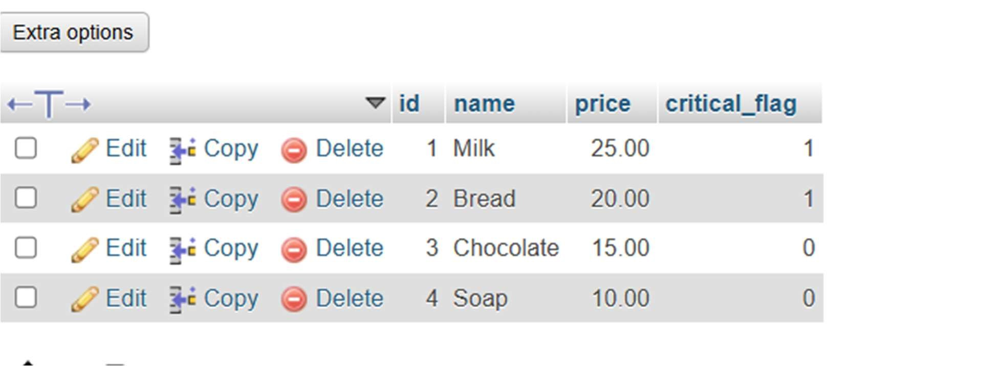 Extra options
←T→ id name price critical_flag
Edit Copy Delete 1 Milk 25.00 1
Edit Copy Delete 2 Bread 20.00 1
Edit Copy Delete 3 Chocolate 15.00 0
Edit Copy Delete 4 Soap 10.00 0